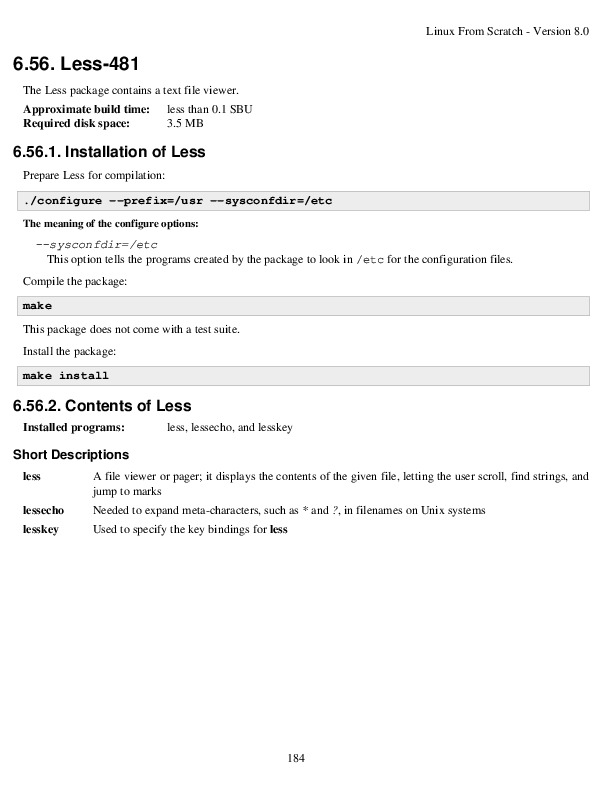 Linux From Scratch - Version 8.0
6.56. Less-481
The Less package contains a text file viewer.
Approximate build time: less than 0.1 SBU
Required disk space: 3.5 MB
6.56.1. Installation of Less
Prepare Less for compilation:
./configure --prefix=/usr --sysconfdir=/etc
The meaning of the configure options:
--sysconfdir=/etc
This option tells the programs created by the package to look in /etc for the configuration files.
Compile the package:
make
This package does not come with a test suite.
Install the package:
make install
6.56.2. Contents of Less
Installed programs: less, lessecho, and lesskey
Short Descriptions
less A file viewer or pager; it displays the contents of the given file, letting the user scroll, find strings, and
jump to marks
lessecho Needed to expand meta-characters, such as * and ?, in filenames on Unix systems
lesskey Used to specify the key bindings for less
184